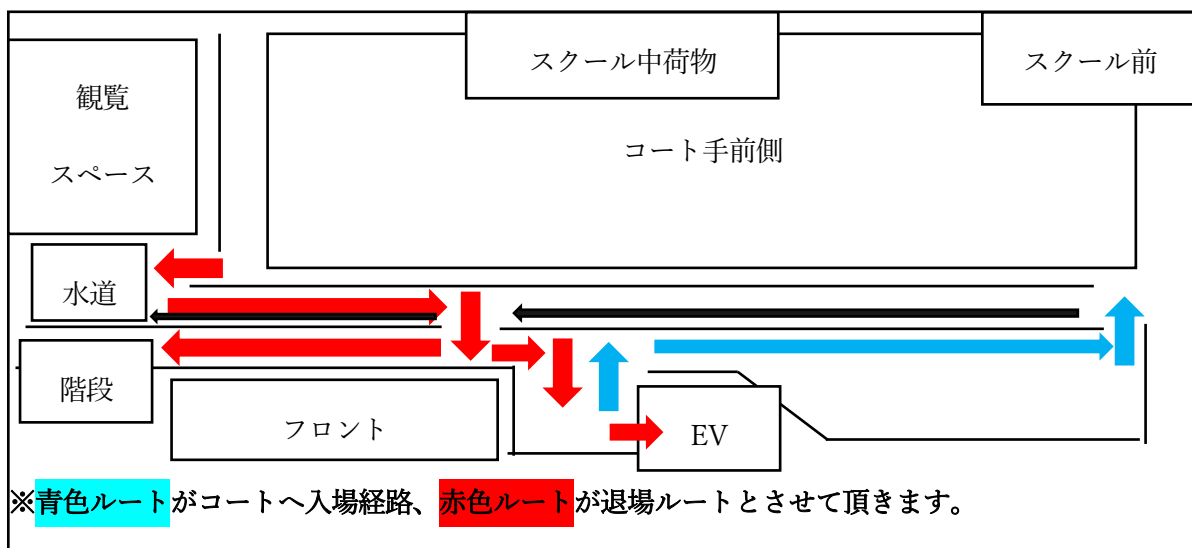 スクール中荷物
スクール前
観覧
スペース
コート手前側
水道
階段
フロント
EV
※青色ルートがコートへ入場経路、赤色ルートが退場ルートとさせて頂きます。